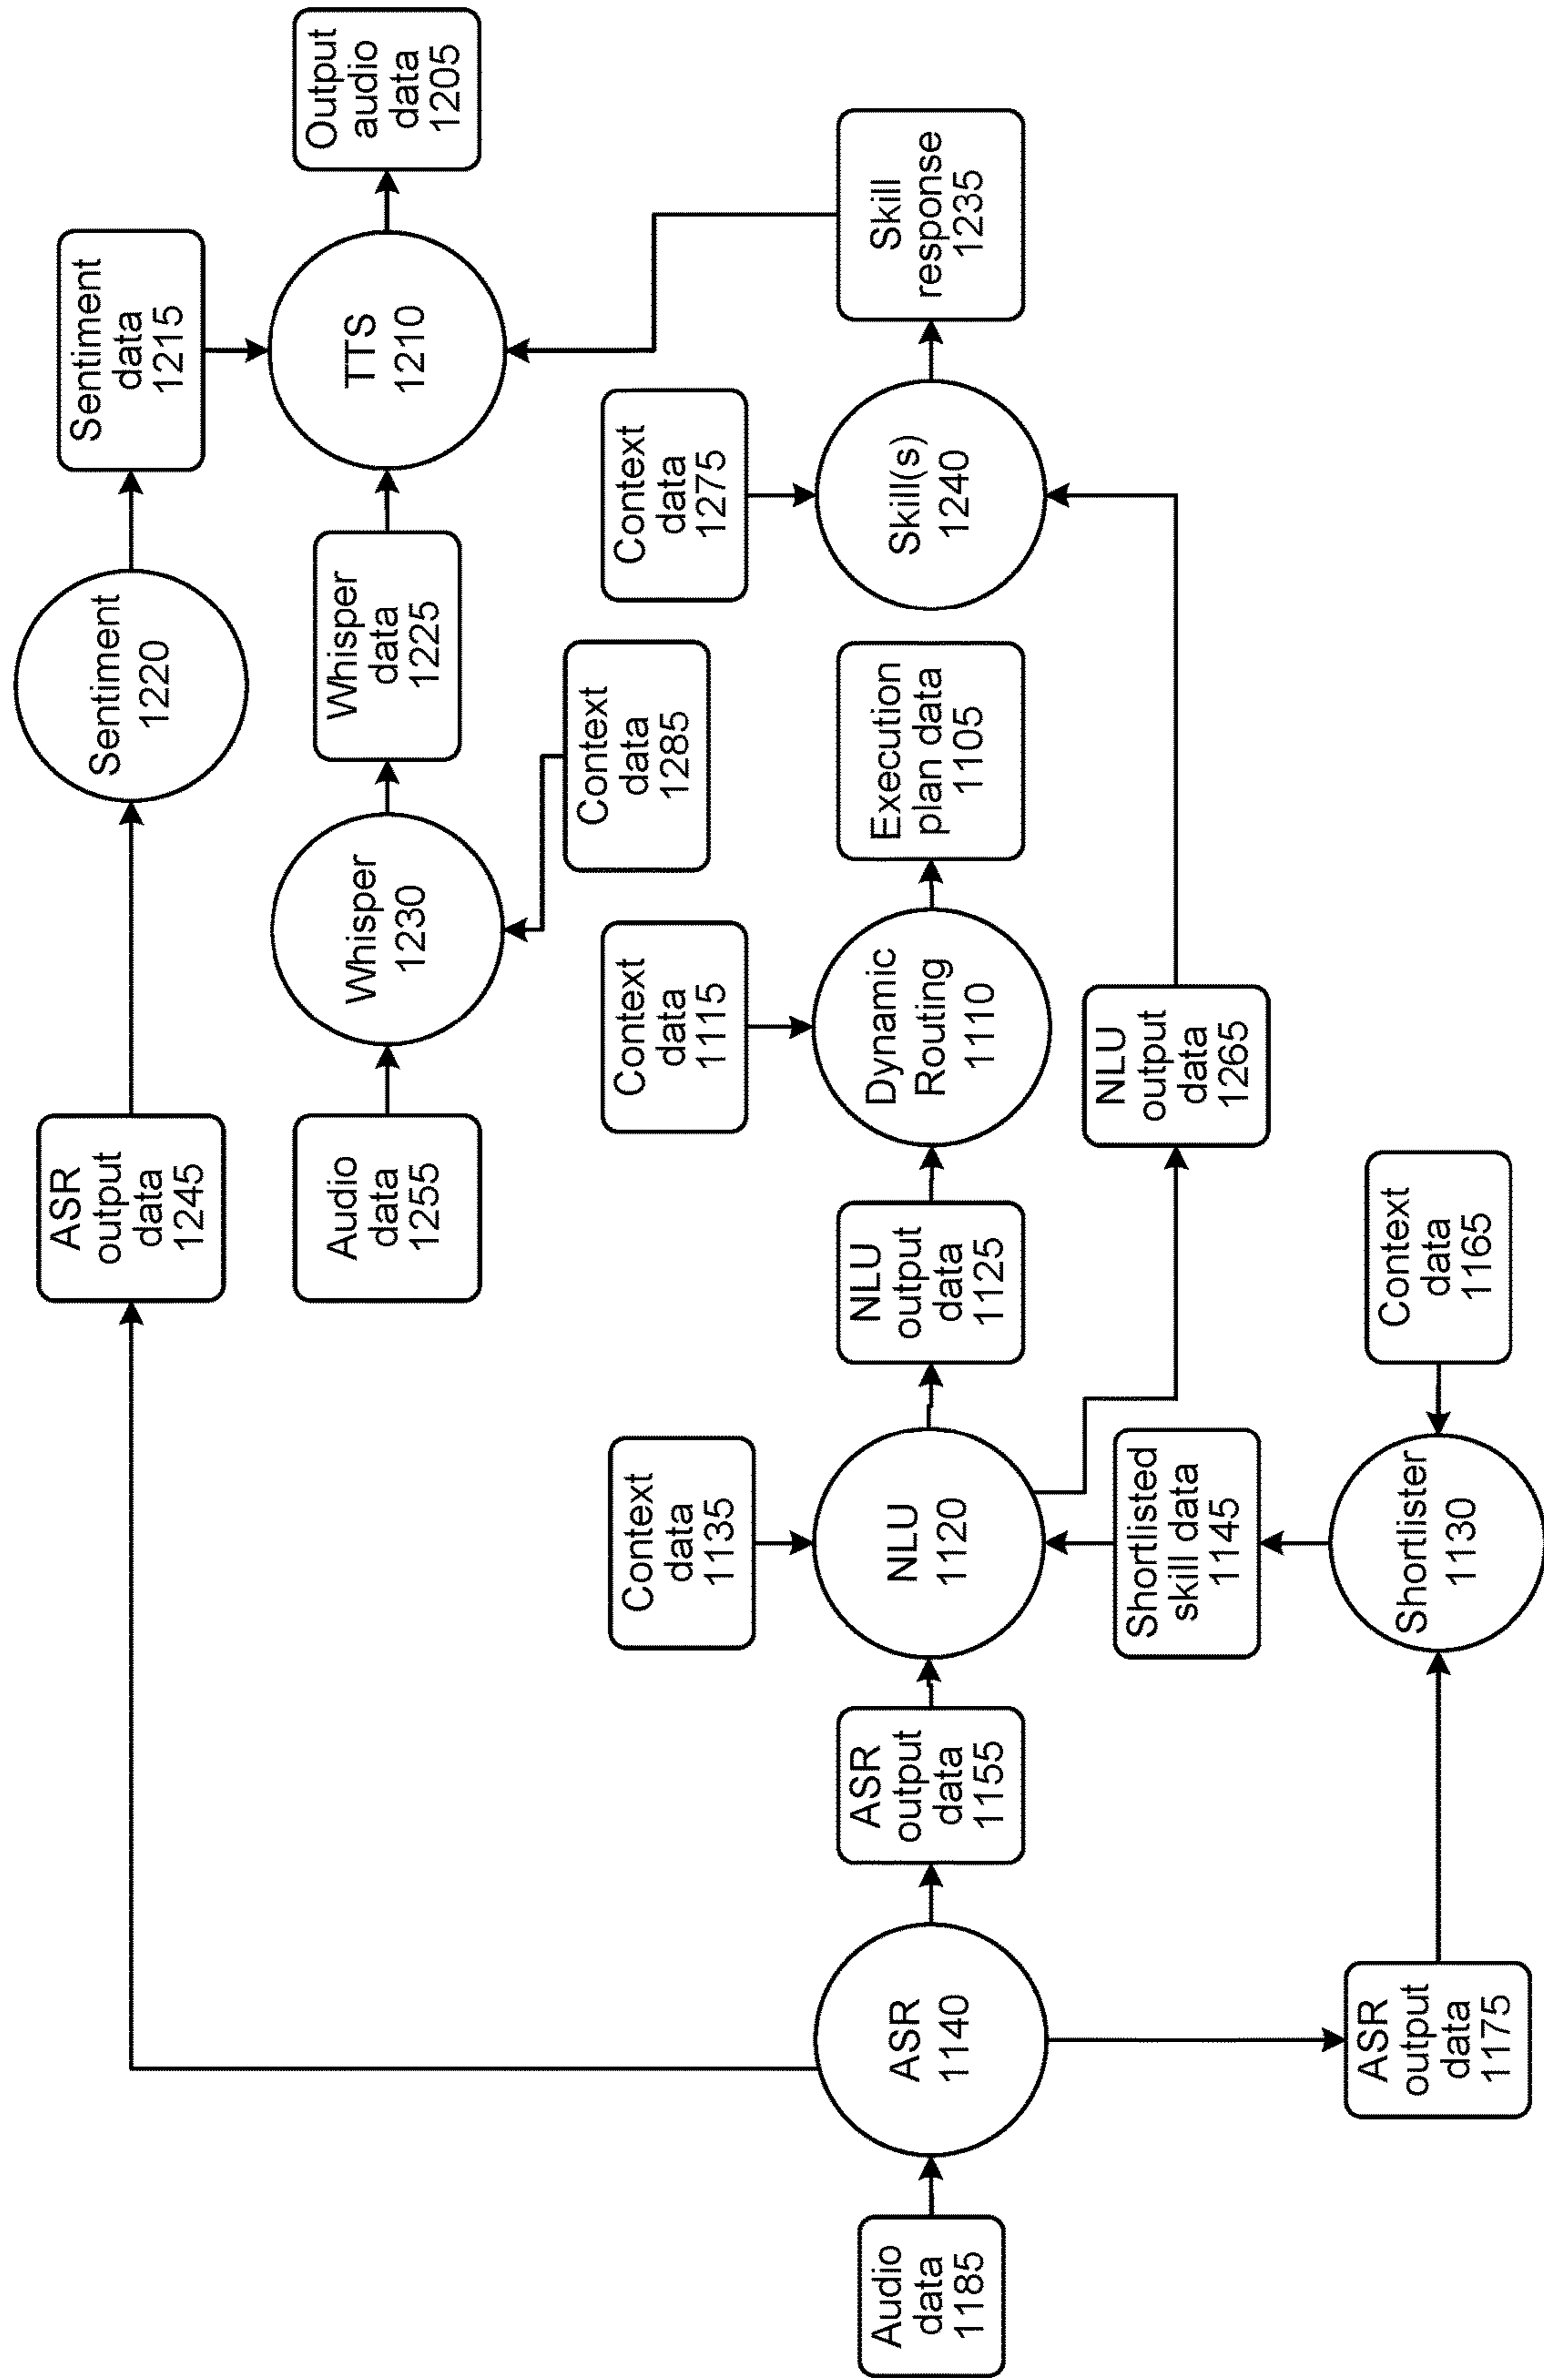 ASR
output
data
1245
Sentiment
1220
Sentiment
data
1215
Audio
data
1255
Whisper
1230
Whisper
data
1225
TTS
1210
Output
audio
data
1205
Context
data
1285
Context
data
1135
Context
data
1115
Context
data
1275
Audio
data
1185
ASR
1140
ASR
output
data
1155
NLU
1120
NLU
output
data
1125
Dynamic
Routing
1110
Execution
plan data
1105
Skill(s)
1240
Skill
response
1235
Shortlisted
skill data
1145
NLU
output
data
1265
ASR
output
data
1175
Shortlister
1130
Context
data
1165